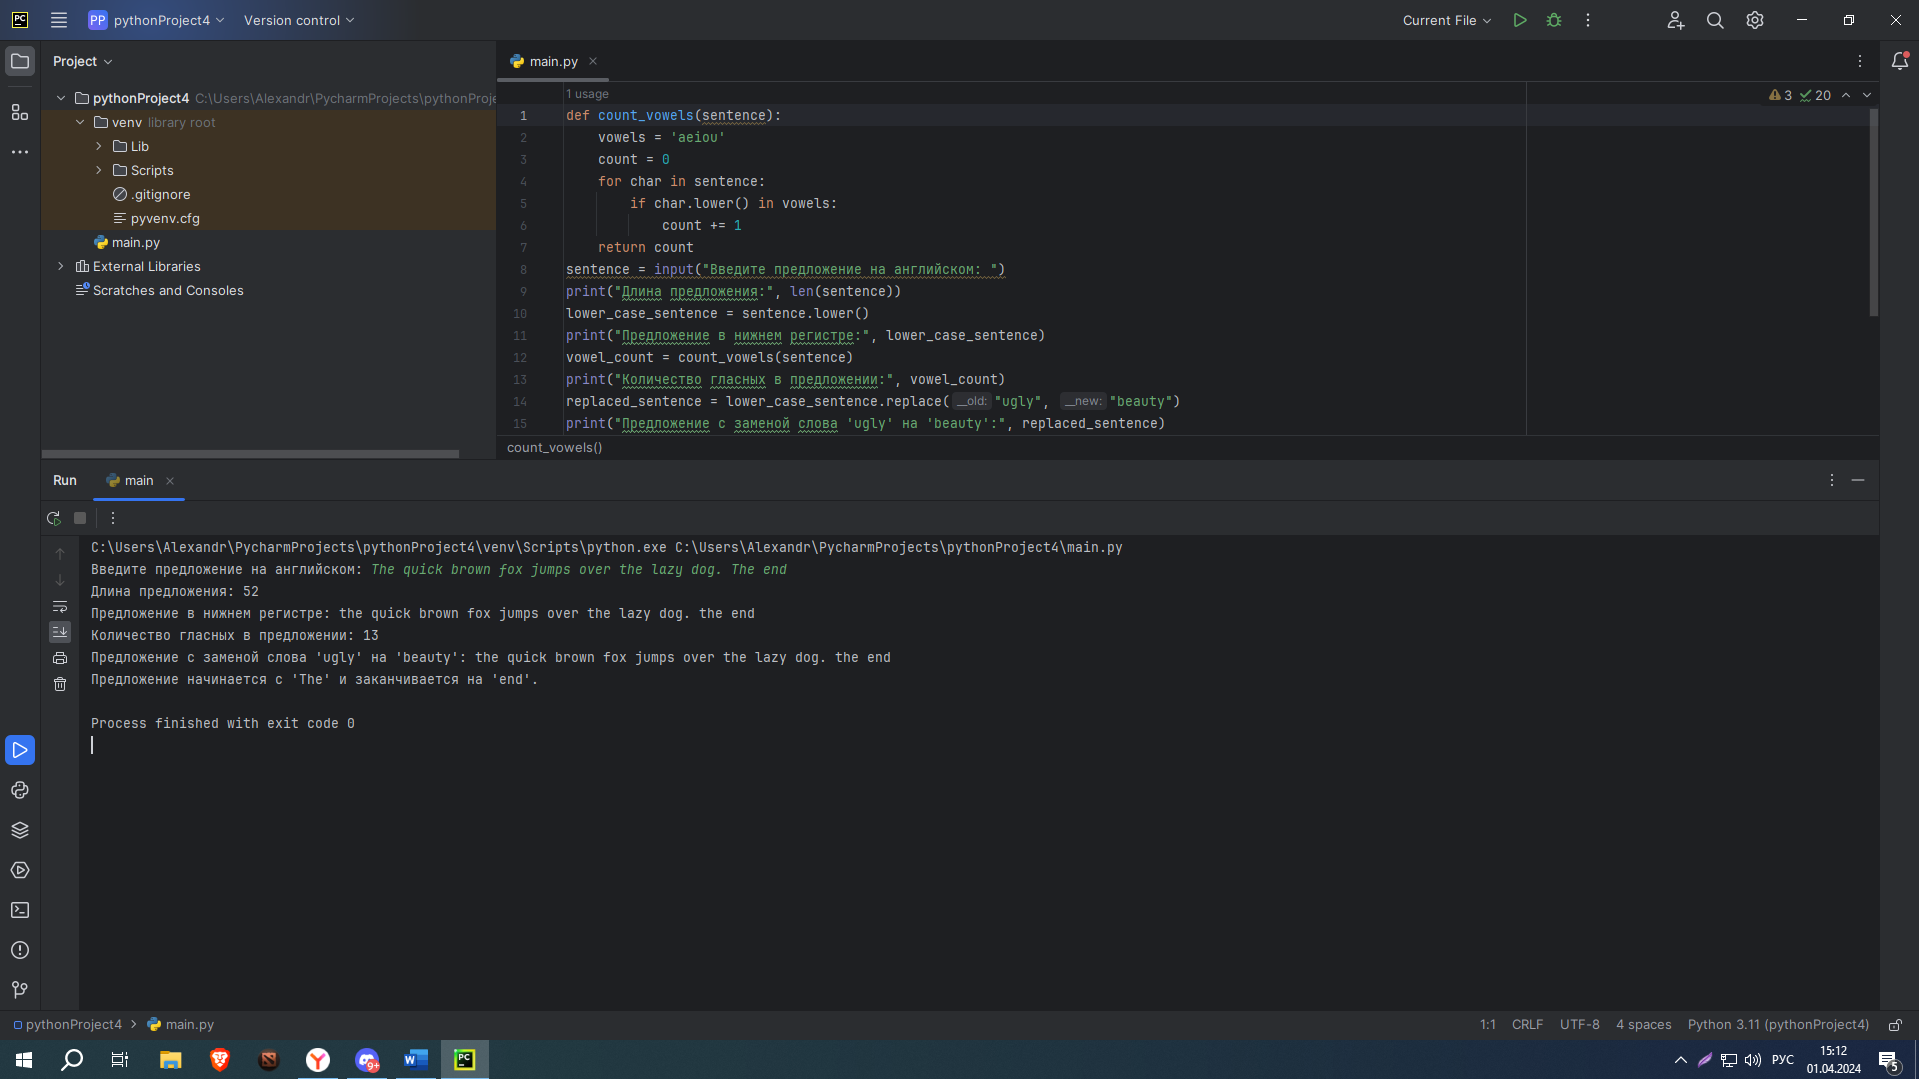 PC
PP pythonProject4
Version control
Current File
Project
pythonProject4 C:\Users\Alexandr\PycharmProjects\pythonProje
venv library root
Lib
Scripts
.gitignore
pyvenv.cfg
main.py
External Libraries
Scratches and Consoles
main.py
1 usage
3 20
1 def count_vowels(sentence):
2 vowels = 'aeiou'
3 count = 0
4 for char in sentence:
5 if char.lower() in vowels:
6 count += 1
7 return count
8 sentence = input("Введите предложение на английском: ")
9 print("Длина предложения:", len(sentence))
10 lower_case_sentence = sentence.lower()
11 print("Предложение в нижнем регистре:", lower_case_sentence)
12 vowel_count = count_vowels(sentence)
13 print("Количество гласных в предложении:", vowel_count)
14 replaced_sentence = lower_case_sentence.replace( __old: "ugly", __new: "beauty")
15 print("Предложение с заменой слова 'ugly' на 'beauty':", replaced_sentence)
count_vowels()
Run main
C:\Users\Alexandr\PycharmProjects\pythonProject4\venv\Scripts\python.exe C:\Users\Alexandr\PycharmProjects\pythonProject4\main.py
Введите предложение на английском: The quick brown fox jumps over the lazy dog. The end
Длина предложения: 52
Предложение в нижнем регистре: the quick brown fox jumps over the lazy dog. the end
Количество гласных в предложении: 13
Предложение с заменой слова 'ugly' на 'beauty': the quick brown fox jumps over the lazy dog. the end
Предложение начинается с 'The' и заканчивается на 'end'.
Process finished with exit code 0
pythonProject4 main.py
1:1 CRLF UTF-8 4 spaces Python 3.11 (pythonProject4)
9+
W
PC
РУС
15:12
01.04.2024
5